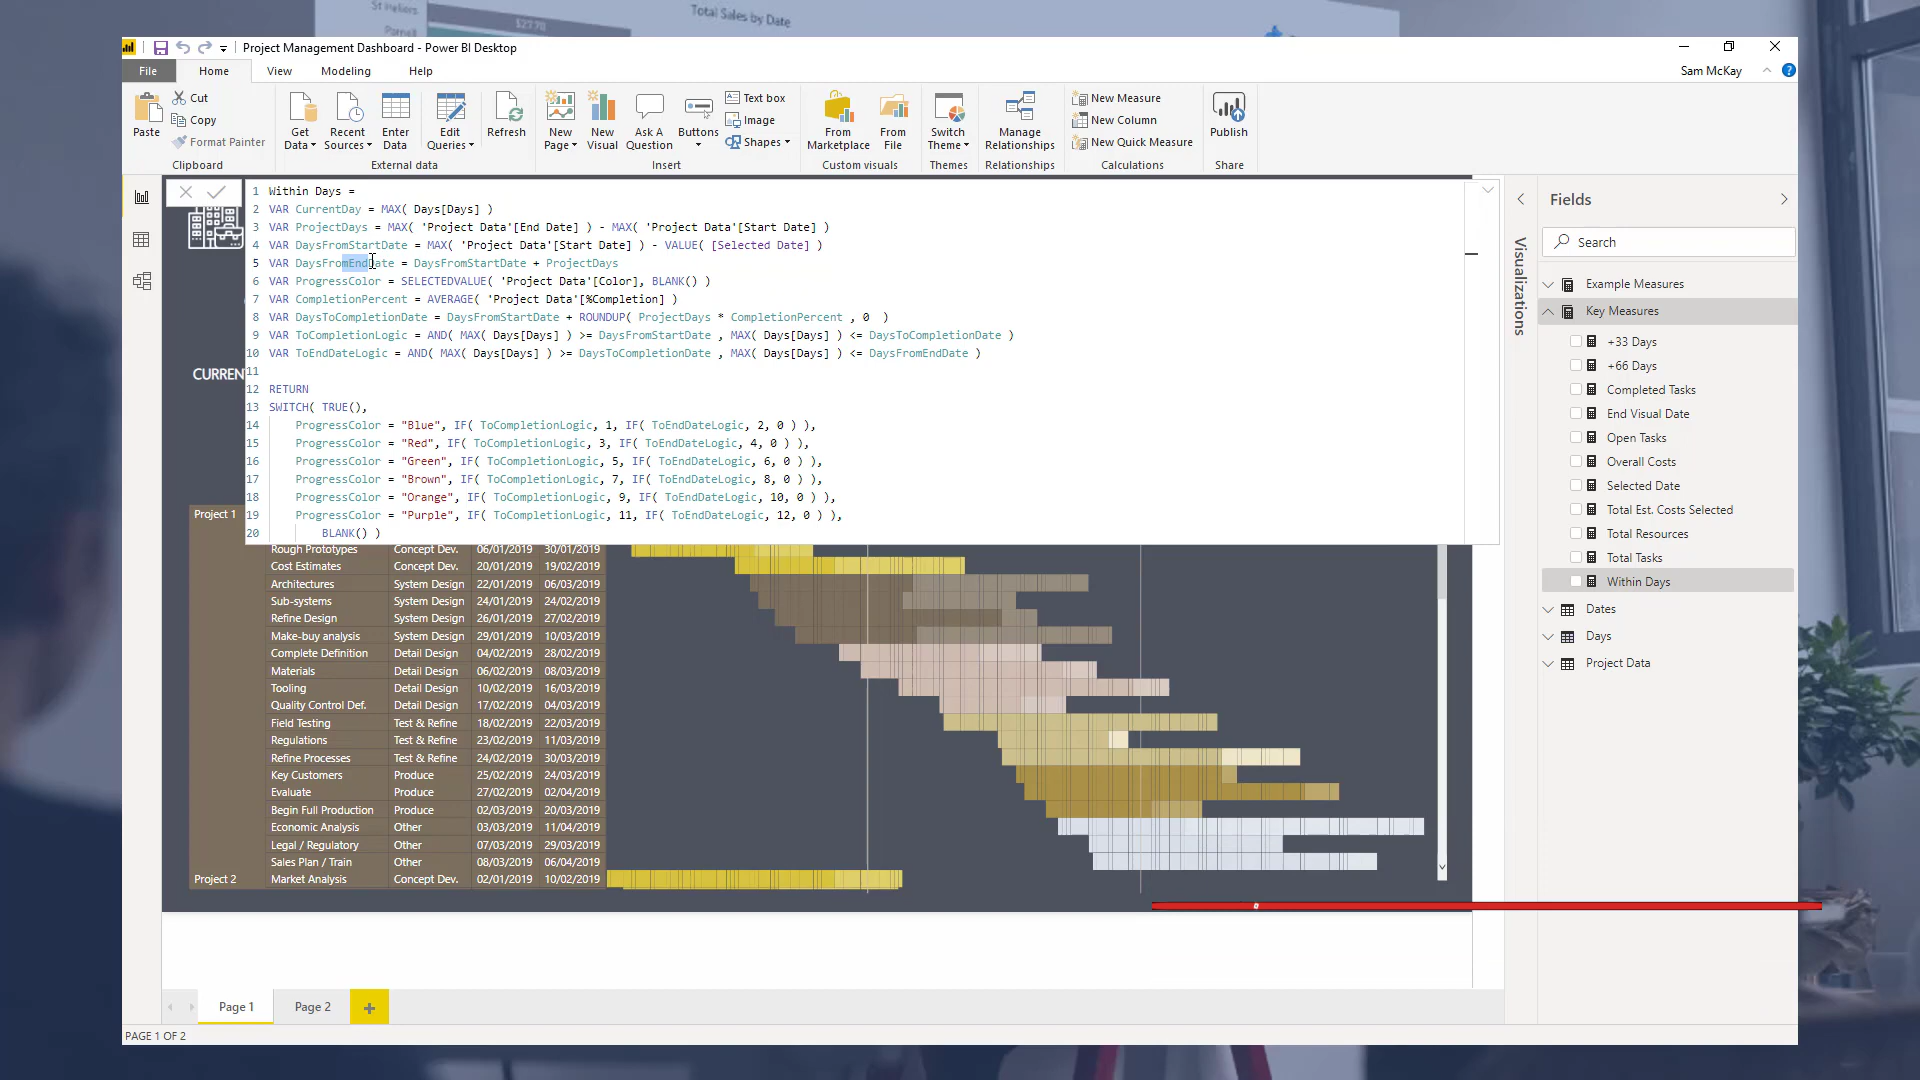 St Heliers
Parnell
$27.70
Total Sales by Date
Project Management Dashboard - Power BI Desktop
File Home View Modeling Help
Sam McKay
Paste
Cut
Copy
Format Painter
Clipboard
Get Data
Recent Sources
Enter Data
Edit Queries
Refresh
External data
New Page
New Visual
Ask A Question
Buttons
Text box
Image
Shapes
Insert
From Marketplace
From File
Custom visuals
Switch Theme
Themes
Manage Relationships
Relationships
New Measure
New Column
New Quick Measure
Calculations
Publish
Share
1 Within Days =
2 VAR CurrentDay = MAX( Days[Days] )
3 VAR ProjectDays = MAX( 'Project Data'[End Date] ) - MAX( 'Project Data'[Start Date] )
4 VAR DaysFromStartDate = MAX( 'Project Data'[Start Date] ) - VALUE( [Selected Date] )
5 VAR DaysFromEndDate = DaysFromStartDate + ProjectDays
6 VAR ProgressColor = SELECTEDVALUE( 'Project Data'[Color], BLANK() )
7 VAR CompletionPercent = AVERAGE( 'Project Data'[%Completion] )
8 VAR DaysToCompletionDate = DaysFromStartDate + ROUNDUP( ProjectDays * CompletionPercent , 0 )
9 VAR ToCompletionLogic = AND( MAX( Days[Days] ) >= DaysFromStartDate , MAX( Days[Days] ) <= DaysToCompletionDate )
10 VAR ToEndDateLogic = AND( MAX( Days[Days] ) >= DaysToCompletionDate , MAX( Days[Days] ) <= DaysFromEndDate )
11
12 RETURN
13 SWITCH( TRUE(),
14 ProgressColor = "Blue", IF( ToCompletionLogic, 1, IF( ToEndDateLogic, 2, 0 ) ),
15 ProgressColor = "Red", IF( ToCompletionLogic, 3, IF( ToEndDateLogic, 4, 0 ) ),
16 ProgressColor = "Green", IF( ToCompletionLogic, 5, IF( ToEndDateLogic, 6, 0 ) ),
17 ProgressColor = "Brown", IF( ToCompletionLogic, 7, IF( ToEndDateLogic, 8, 0 ) ),
18 ProgressColor = "Orange", IF( ToCompletionLogic, 9, IF( ToEndDateLogic, 10, 0 ) ),
19 ProgressColor = "Purple", IF( ToCompletionLogic, 11, IF( ToEndDateLogic, 12, 0 ) ),
20 BLANK() )
CURREN
Project 1
Rough Prototypes Concept Dev. 06/01/2019 30/01/2019
Cost Estimates Concept Dev. 20/01/2019 19/02/2019
Architectures System Design 22/01/2019 06/03/2019
Sub-systems System Design 24/01/2019 24/02/2019
Refine Design System Design 26/01/2019 27/02/2019
Make-buy analysis System Design 29/01/2019 10/03/2019
Complete Definition Detail Design 04/02/2019 28/02/2019
Materials Detail Design 06/02/2019 08/03/2019
Tooling Detail Design 10/02/2019 16/03/2019
Quality Control Def. Detail Design 17/02/2019 04/03/2019
Field Testing Test & Refine 18/02/2019 22/03/2019
Regulations Test & Refine 23/02/2019 11/03/2019
Refine Processes Test & Refine 24/02/2019 30/03/2019
Key Customers Produce 25/02/2019 24/03/2019
Evaluate Produce 27/02/2019 02/04/2019
Begin Full Production Produce 02/03/2019 20/03/2019
Economic Analysis Other 03/03/2019 11/04/2019
Legal / Regulatory Other 07/03/2019 29/03/2019
Sales Plan / Train Other 08/03/2019 06/04/2019
Project 2 Market Analysis Concept Dev. 02/01/2019 10/02/2019
Visualizations
Fields
Search
Example Measures
Key Measures
+33 Days
+66 Days
Completed Tasks
End Visual Date
Open Tasks
Overall Costs
Selected Date
Total Est. Costs Selected
Total Resources
Total Tasks
Within Days
Dates
Days
Project Data
Page 1 Page 2
PAGE 1 OF 2